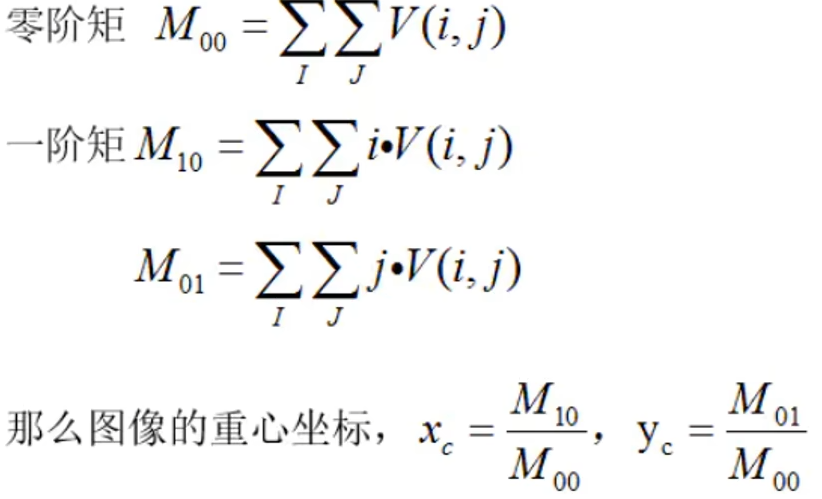 零阶矩 M₀₀ = ∑_I ∑_J V(i, j)
一阶矩 M₁₀ = ∑_I ∑_J i•V(i, j)
M₀₁ = ∑_I ∑_J j•V(i, j)
那么图像的重心坐标，x_c = M₁₀/M₀₀，y_c = M₀₁/M₀₀